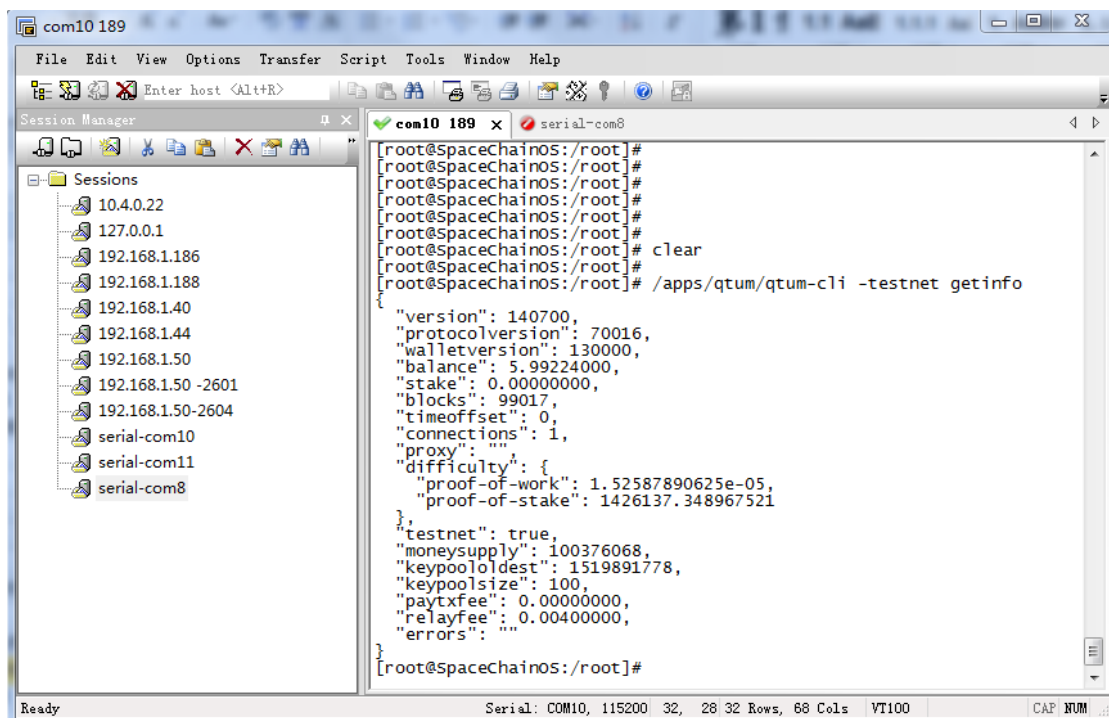 com10 189
File Edit View Options Transfer Script Tools Window Help
Enter host <Alt+R>
Session Manager
Sessions
10.4.0.22
127.0.0.1
192.168.1.186
192.168.1.188
192.168.1.40
192.168.1.44
192.168.1.50
192.168.1.50 -2601
192.168.1.50-2604
serial-com10
serial-com11
serial-com8
com10 189 serial-com8
[root@SpaceChainOS:/root]#
[root@SpaceChainOS:/root]#
[root@SpaceChainOS:/root]#
[root@SpaceChainOS:/root]#
[root@SpaceChainOS:/root]#
[root@SpaceChainOS:/root]#
[root@SpaceChainOS:/root]# clear
[root@SpaceChainOS:/root]#
[root@SpaceChainOS:/root]# /apps/qtum/qtum-cli -testnet getinfo
{
"version": 140700,
"protocolversion": 70016,
"walletversion": 130000,
"balance": 5.99224000,
"stake": 0.00000000,
"blocks": 99017,
"timeoffset": 0,
"connections": 1,
"proxy": "",
"difficulty": {
"proof-of-work": 1.52587890625e-05,
"proof-of-stake": 1426137.348967521
},
"testnet": true,
"moneysupply": 100376068,
"keypoololdest": 1519891778,
"keypoolsize": 100,
"paytxfee": 0.00000000,
"relayfee": 0.00400000,
"errors": ""
}
[root@SpaceChainOS:/root]#
Ready Serial: COM10, 115200 32, 28 32 Rows, 68 Cols VT100 CAP NUM